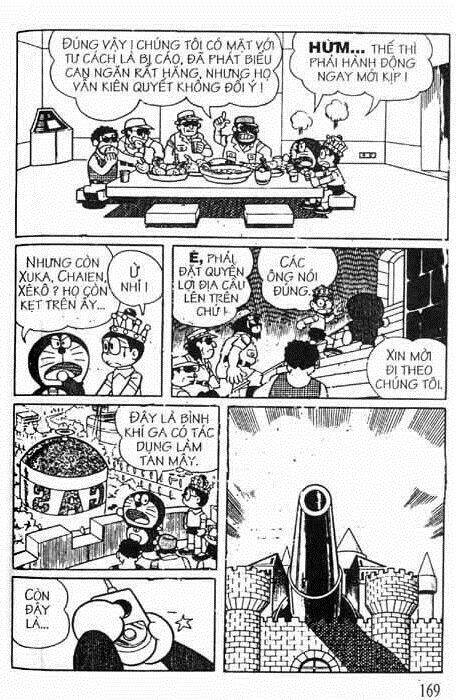 ĐÚNG VẬY! CHÚNG TÔI CÓ MẶT VỚI
TƯ CÁCH LÀ BỊ CÁO, ĐÃ PHÁT BIỂU
CAN NGĂN RẤT HĂNG, NHƯNG HỌ
VẪN KIÊN QUYẾT KHÔNG ĐỔI Ý!
HỪM... THẾ THÌ
PHẢI HÀNH ĐỘNG
NGAY MỚI KỊP!
NHƯNG CÒN
XUKA, CHAIEN,
XÊKÔ? HỌ CÒN
KẸT TRÊN ẤY...
Ừ
NHỈ!
Ê, PHẢI
ĐẶT QUYỀN
LỢI ĐỊA CẦU
LÊN TRÊN
CHỨ!
CÁC
ÔNG NÓI
ĐÚNG.
XIN MỜI
ĐI THEO
CHÚNG TÔI.
ĐÂY LÀ BÌNH
KHÍ GA CÓ TÁC
DỤNG LÀM
TAN MÂY.
CÒN
ĐÂY
LÀ...
169